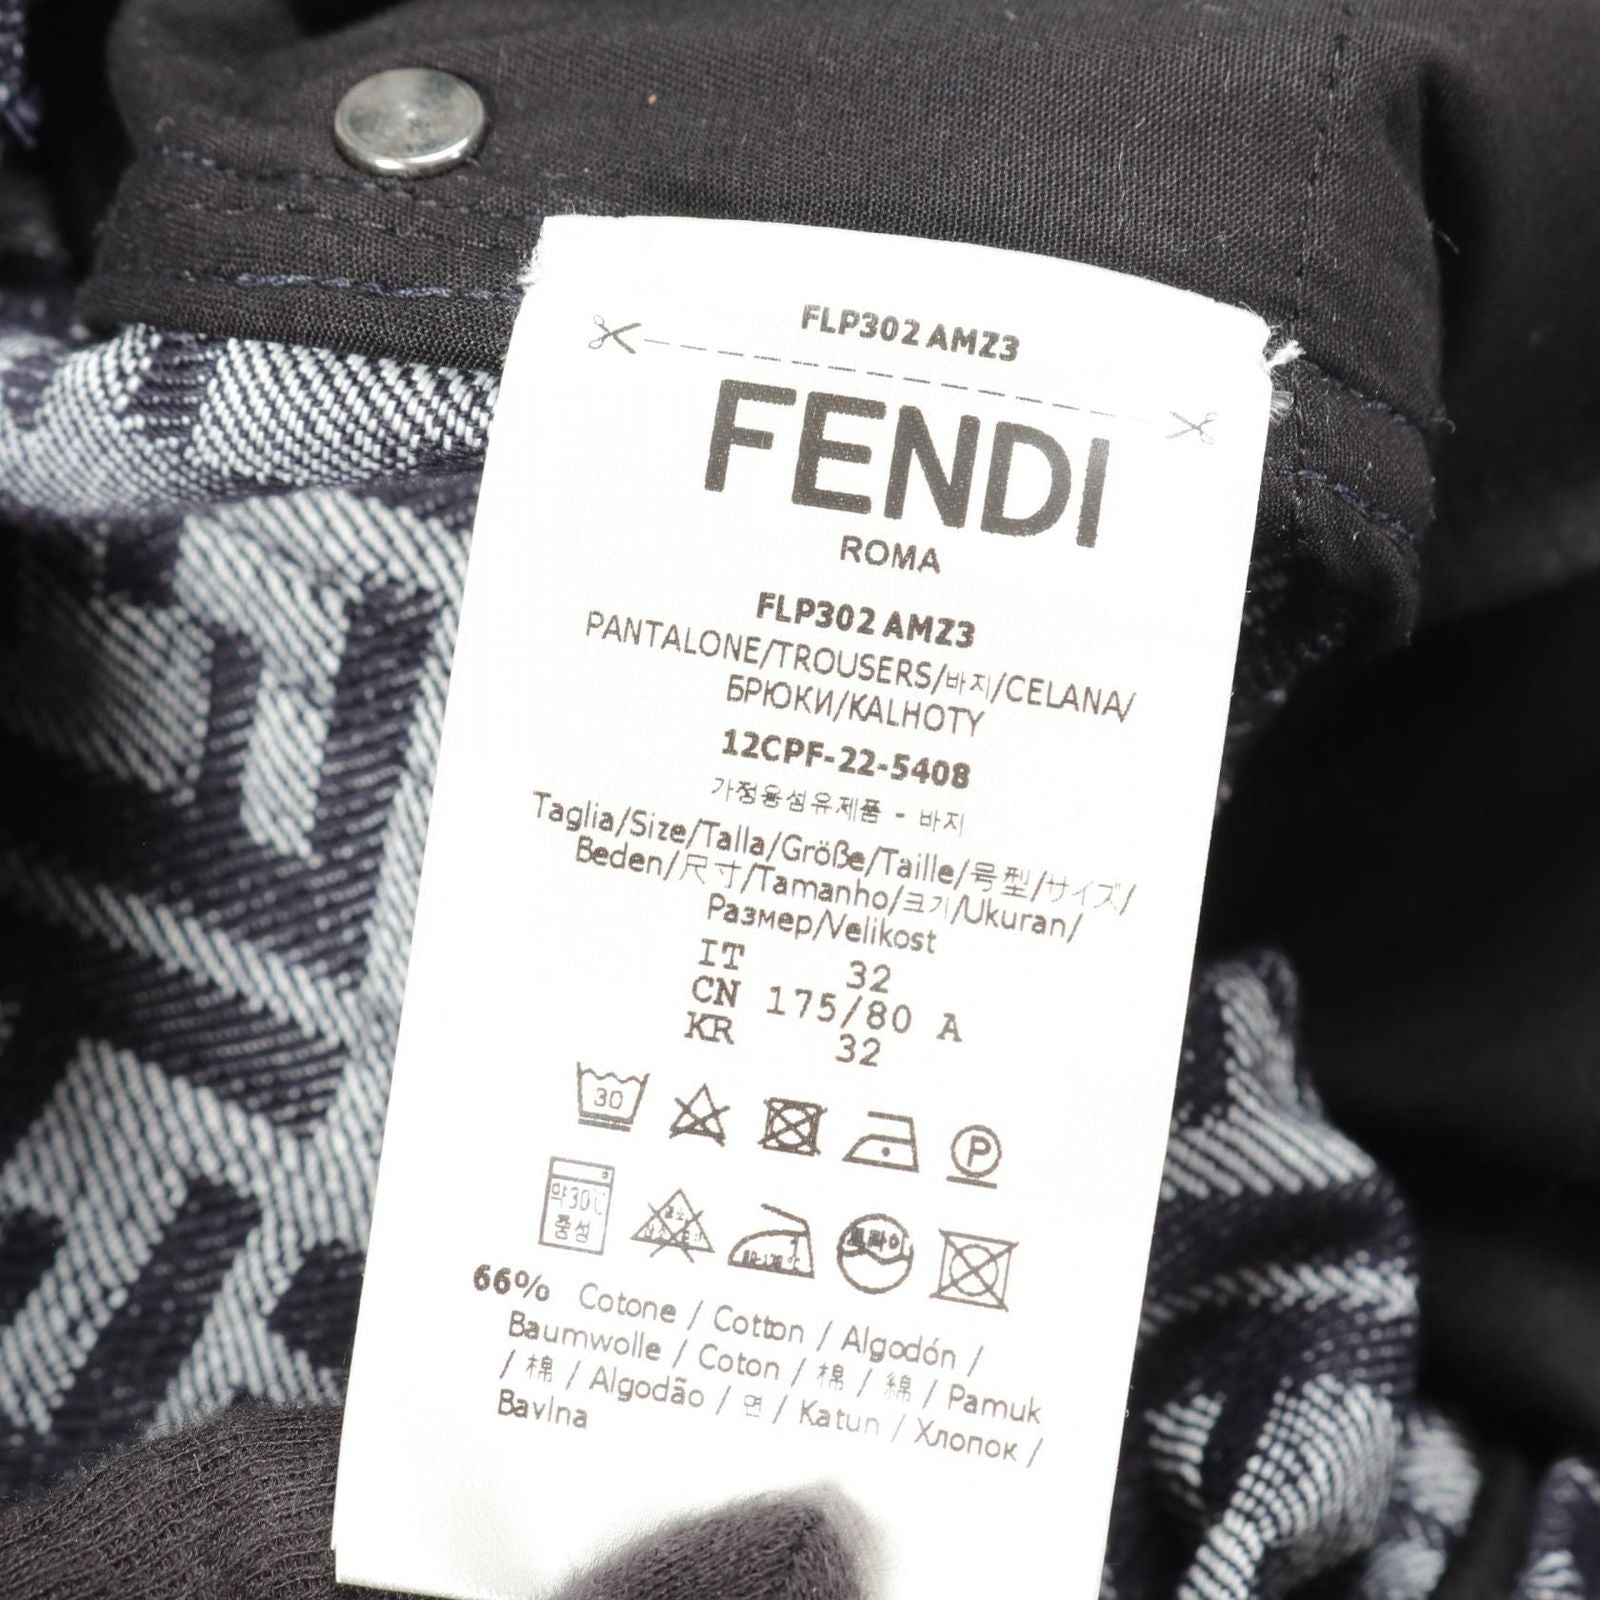 FLP302 AMZ3
FENDI
ROMA
FLP302 AMZ3
PANTALONE/TROUSERS/바지/CELANA/
БРЮКИ/KALHOTY
12CPF-22-5408
가정용섬유제품 - 바지
Taglia/Size/Talla/Größe/Taille/号型/サイズ/
Beden/尺寸/Tamanho/크기/Ukuran/
Размер/Velikost
IT 32
CN 175/80 A
KR 32
30
P
약30℃
중성
드라이
66% Cotone / Cotton / Algodón /
Baumwolle / Coton / 棉 / 綿 / Pamuk
/ 棉 / Algodão / 면 / Katun / Хлопок /
Bavlna